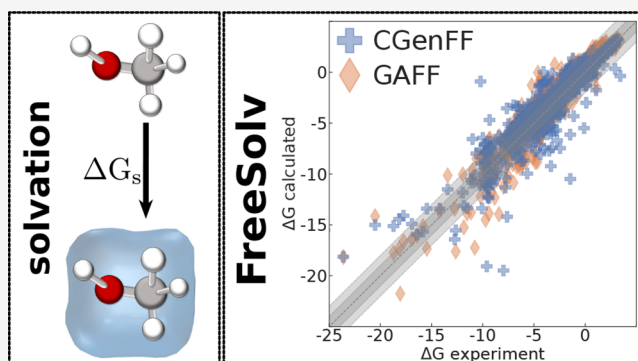 solvation
ΔGs
FreeSolv
CGenFF
GAFF
ΔG calculated
0
-5
-10
-15
-20
-25
-20
-15
-10
-5
0
ΔG experiment